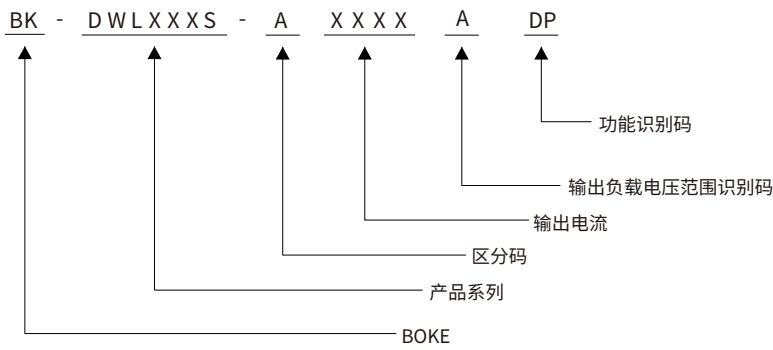 BK - DWLXXXS - A XXXX A DP
功能识别码
输出负载电压范围识别码
输出电流
区分码
产品系列
BOKE